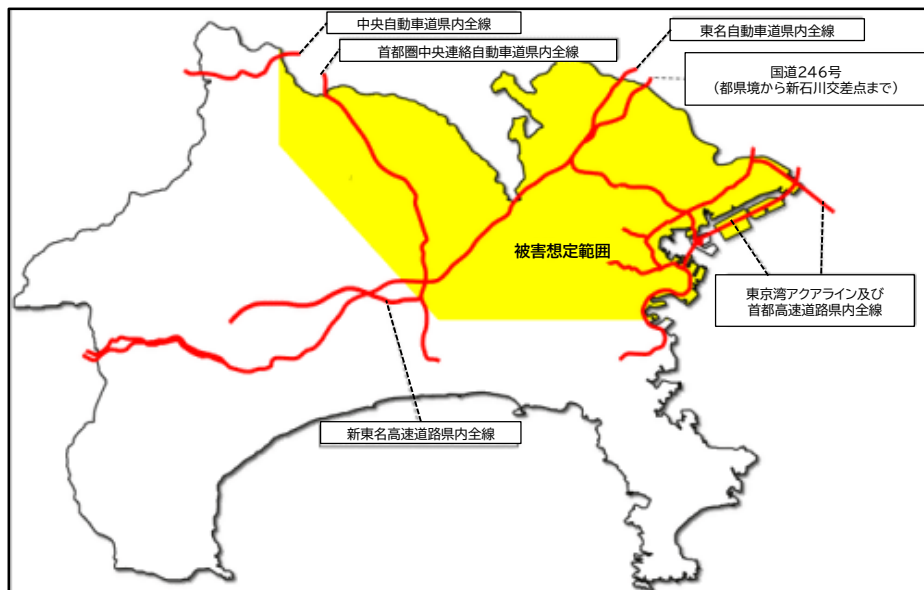 中央自動車道県内全線
首都圏中央連絡自動車道県内全線
東名自動車道県内全線
国道246号
（都県境から新石川交差点まで）
被害想定範囲
東京湾アクアライン及び
首都高速道路県内全線
新東名高速道路県内全線